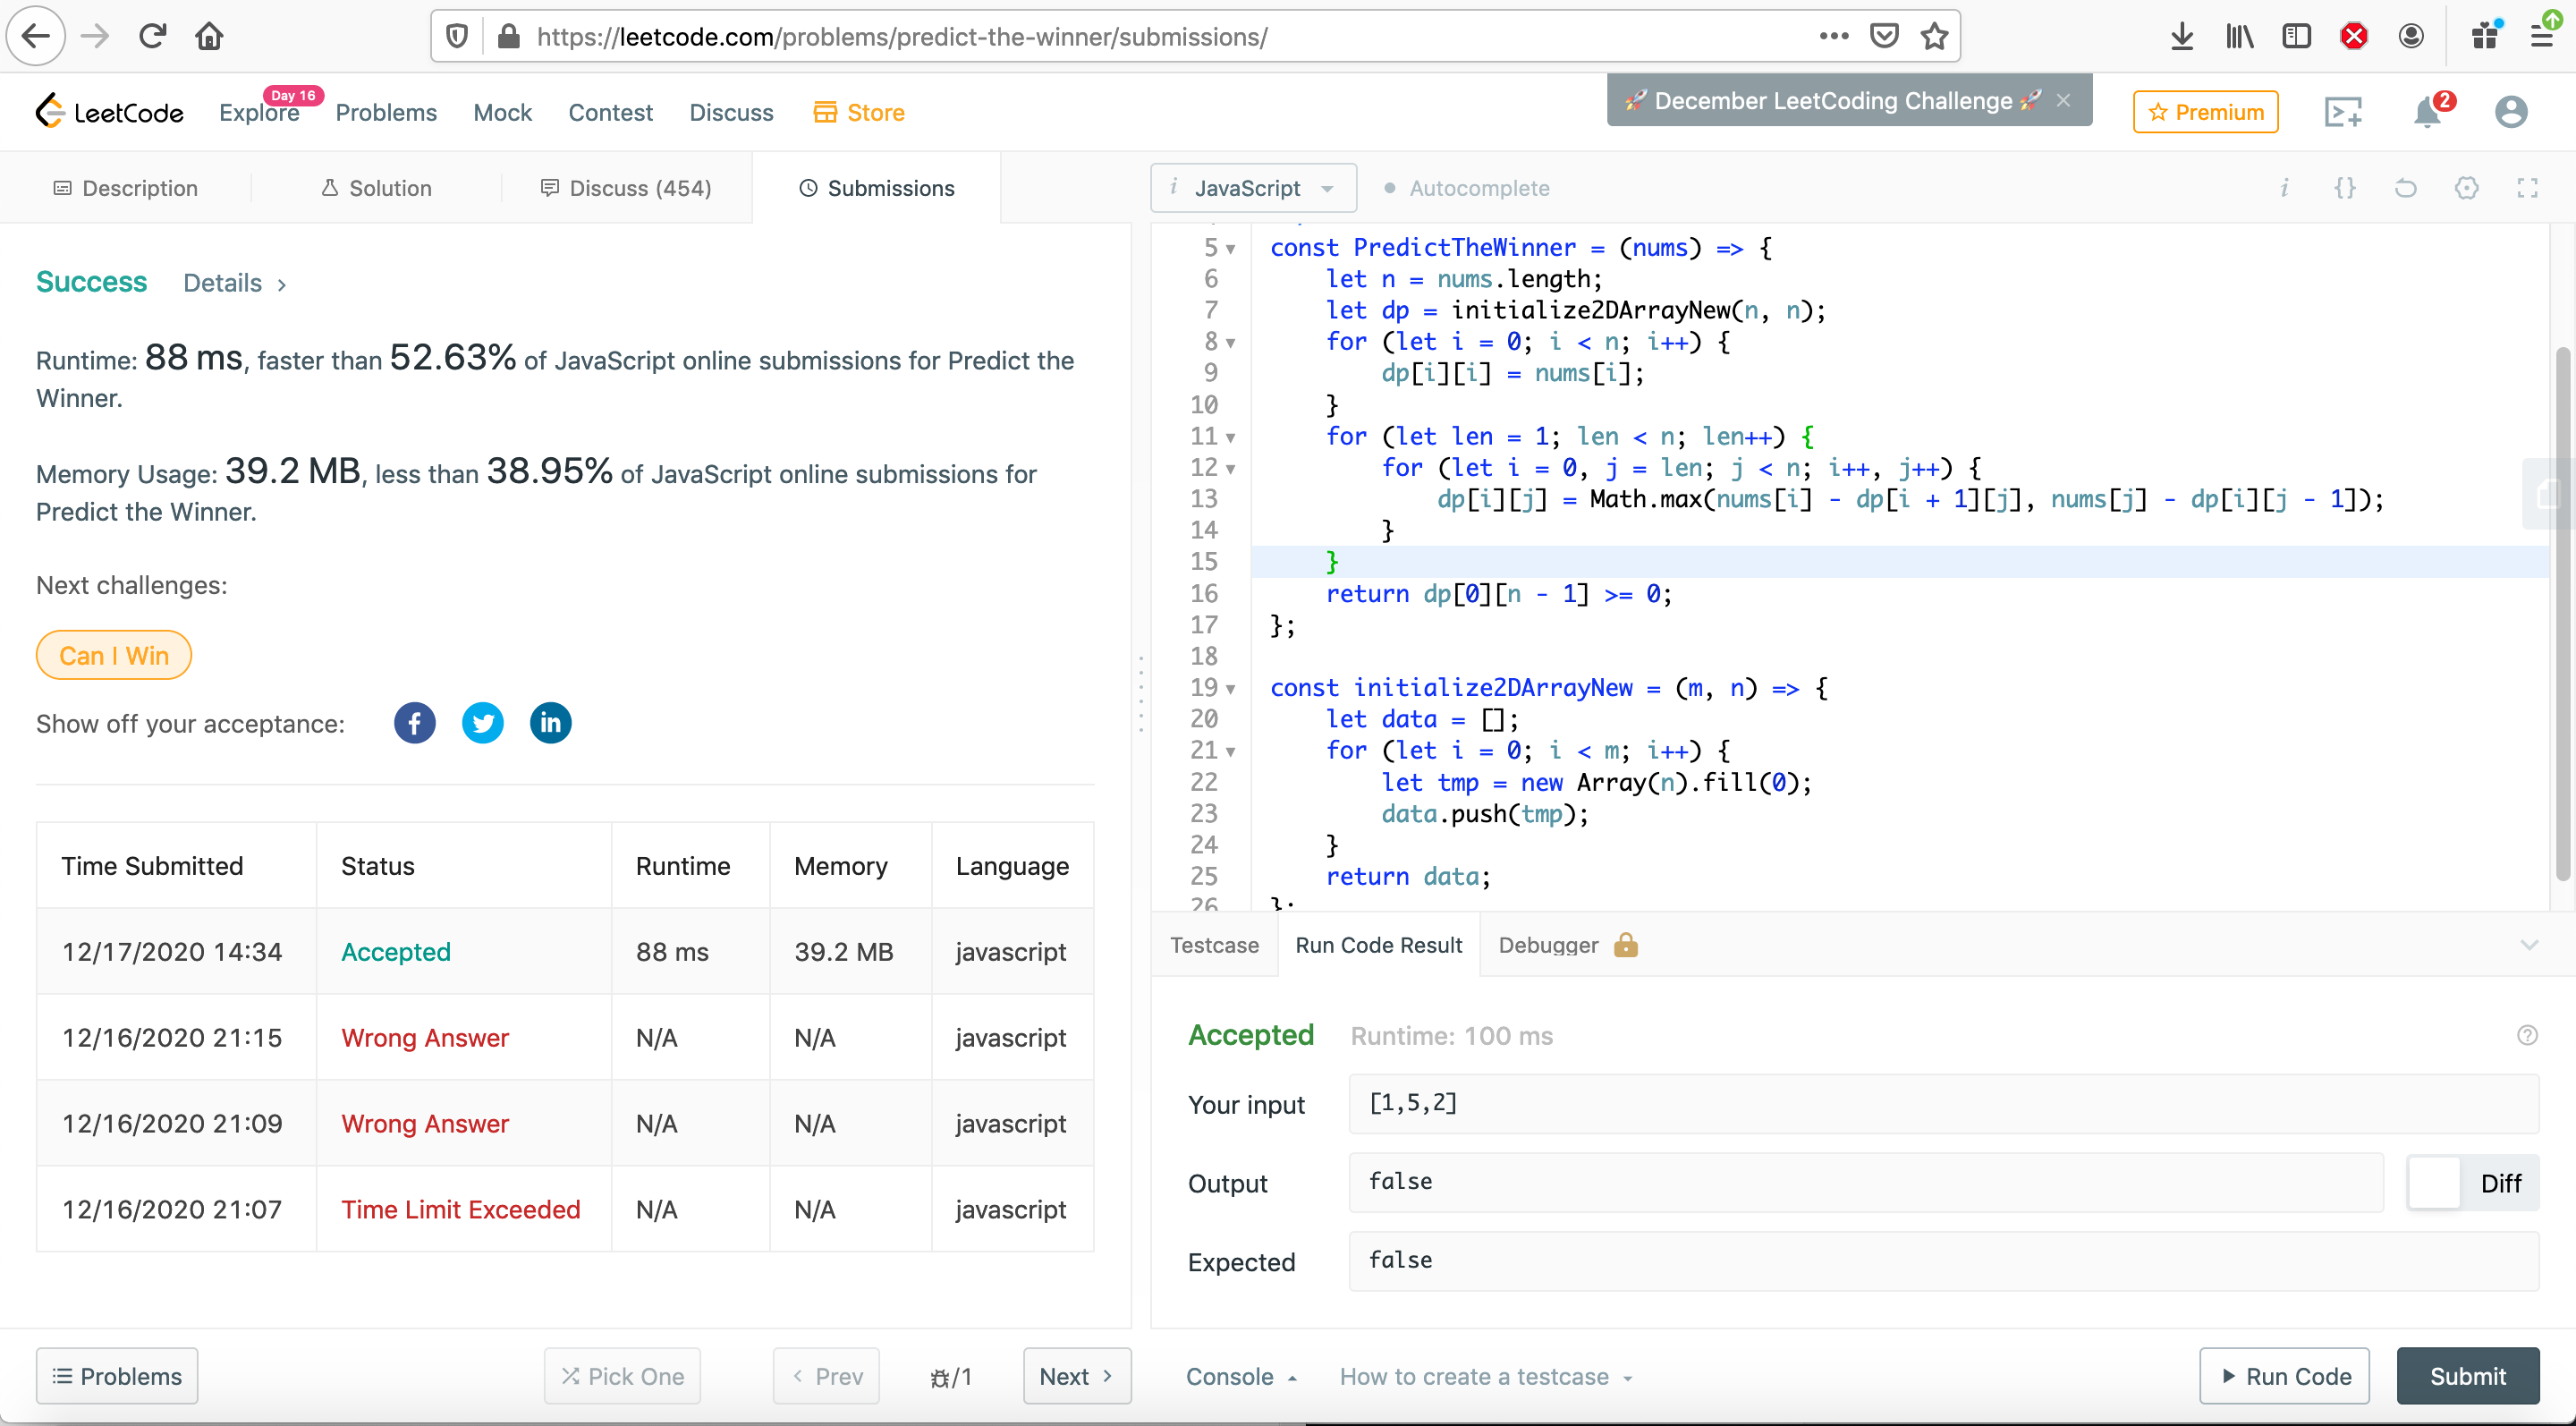 https://leetcode.com/problems/predict-the-winner/submissions/
LeetCode
Explore
Day 16
Problems
Mock
Contest
Discuss
Store
🚀 December LeetCoding Challenge 🚀 ×
Premium
2
Description
Solution
Discuss (454)
Submissions
i JavaScript
Autocomplete
Success
Details >
Runtime: 88 ms, faster than 52.63% of JavaScript online submissions for Predict the
Winner.
Memory Usage: 39.2 MB, less than 38.95% of JavaScript online submissions for
Predict the Winner.
Next challenges:
Can I Win
Show off your acceptance:
Time Submitted Status Runtime Memory Language
12/17/2020 14:34 Accepted 88 ms 39.2 MB javascript
12/16/2020 21:15 Wrong Answer N/A N/A javascript
12/16/2020 21:09 Wrong Answer N/A N/A javascript
12/16/2020 21:07 Time Limit Exceeded N/A N/A javascript
5 const PredictTheWinner = (nums) => {
6 let n = nums.length;
7 let dp = initialize2DArrayNew(n, n);
8 for (let i = 0; i < n; i++) {
9 dp[i][i] = nums[i];
10 }
11 for (let len = 1; len < n; len++) {
12 for (let i = 0, j = len; j < n; i++, j++) {
13 dp[i][j] = Math.max(nums[i] - dp[i + 1][j], nums[j] - dp[i][j - 1]);
14 }
15 }
16 return dp[0][n - 1] >= 0;
17 };
18
19 const initialize2DArrayNew = (m, n) => {
20 let data = [];
21 for (let i = 0; i < m; i++) {
22 let tmp = new Array(n).fill(0);
23 data.push(tmp);
24 }
25 return data;
26 };
Testcase
Run Code Result
Debugger
Accepted
Runtime: 100 ms
Your input
[1,5,2]
Output
false
Diff
Expected
false
Problems
Pick One
< Prev
/1
Next >
Console
How to create a testcase
Run Code
Submit